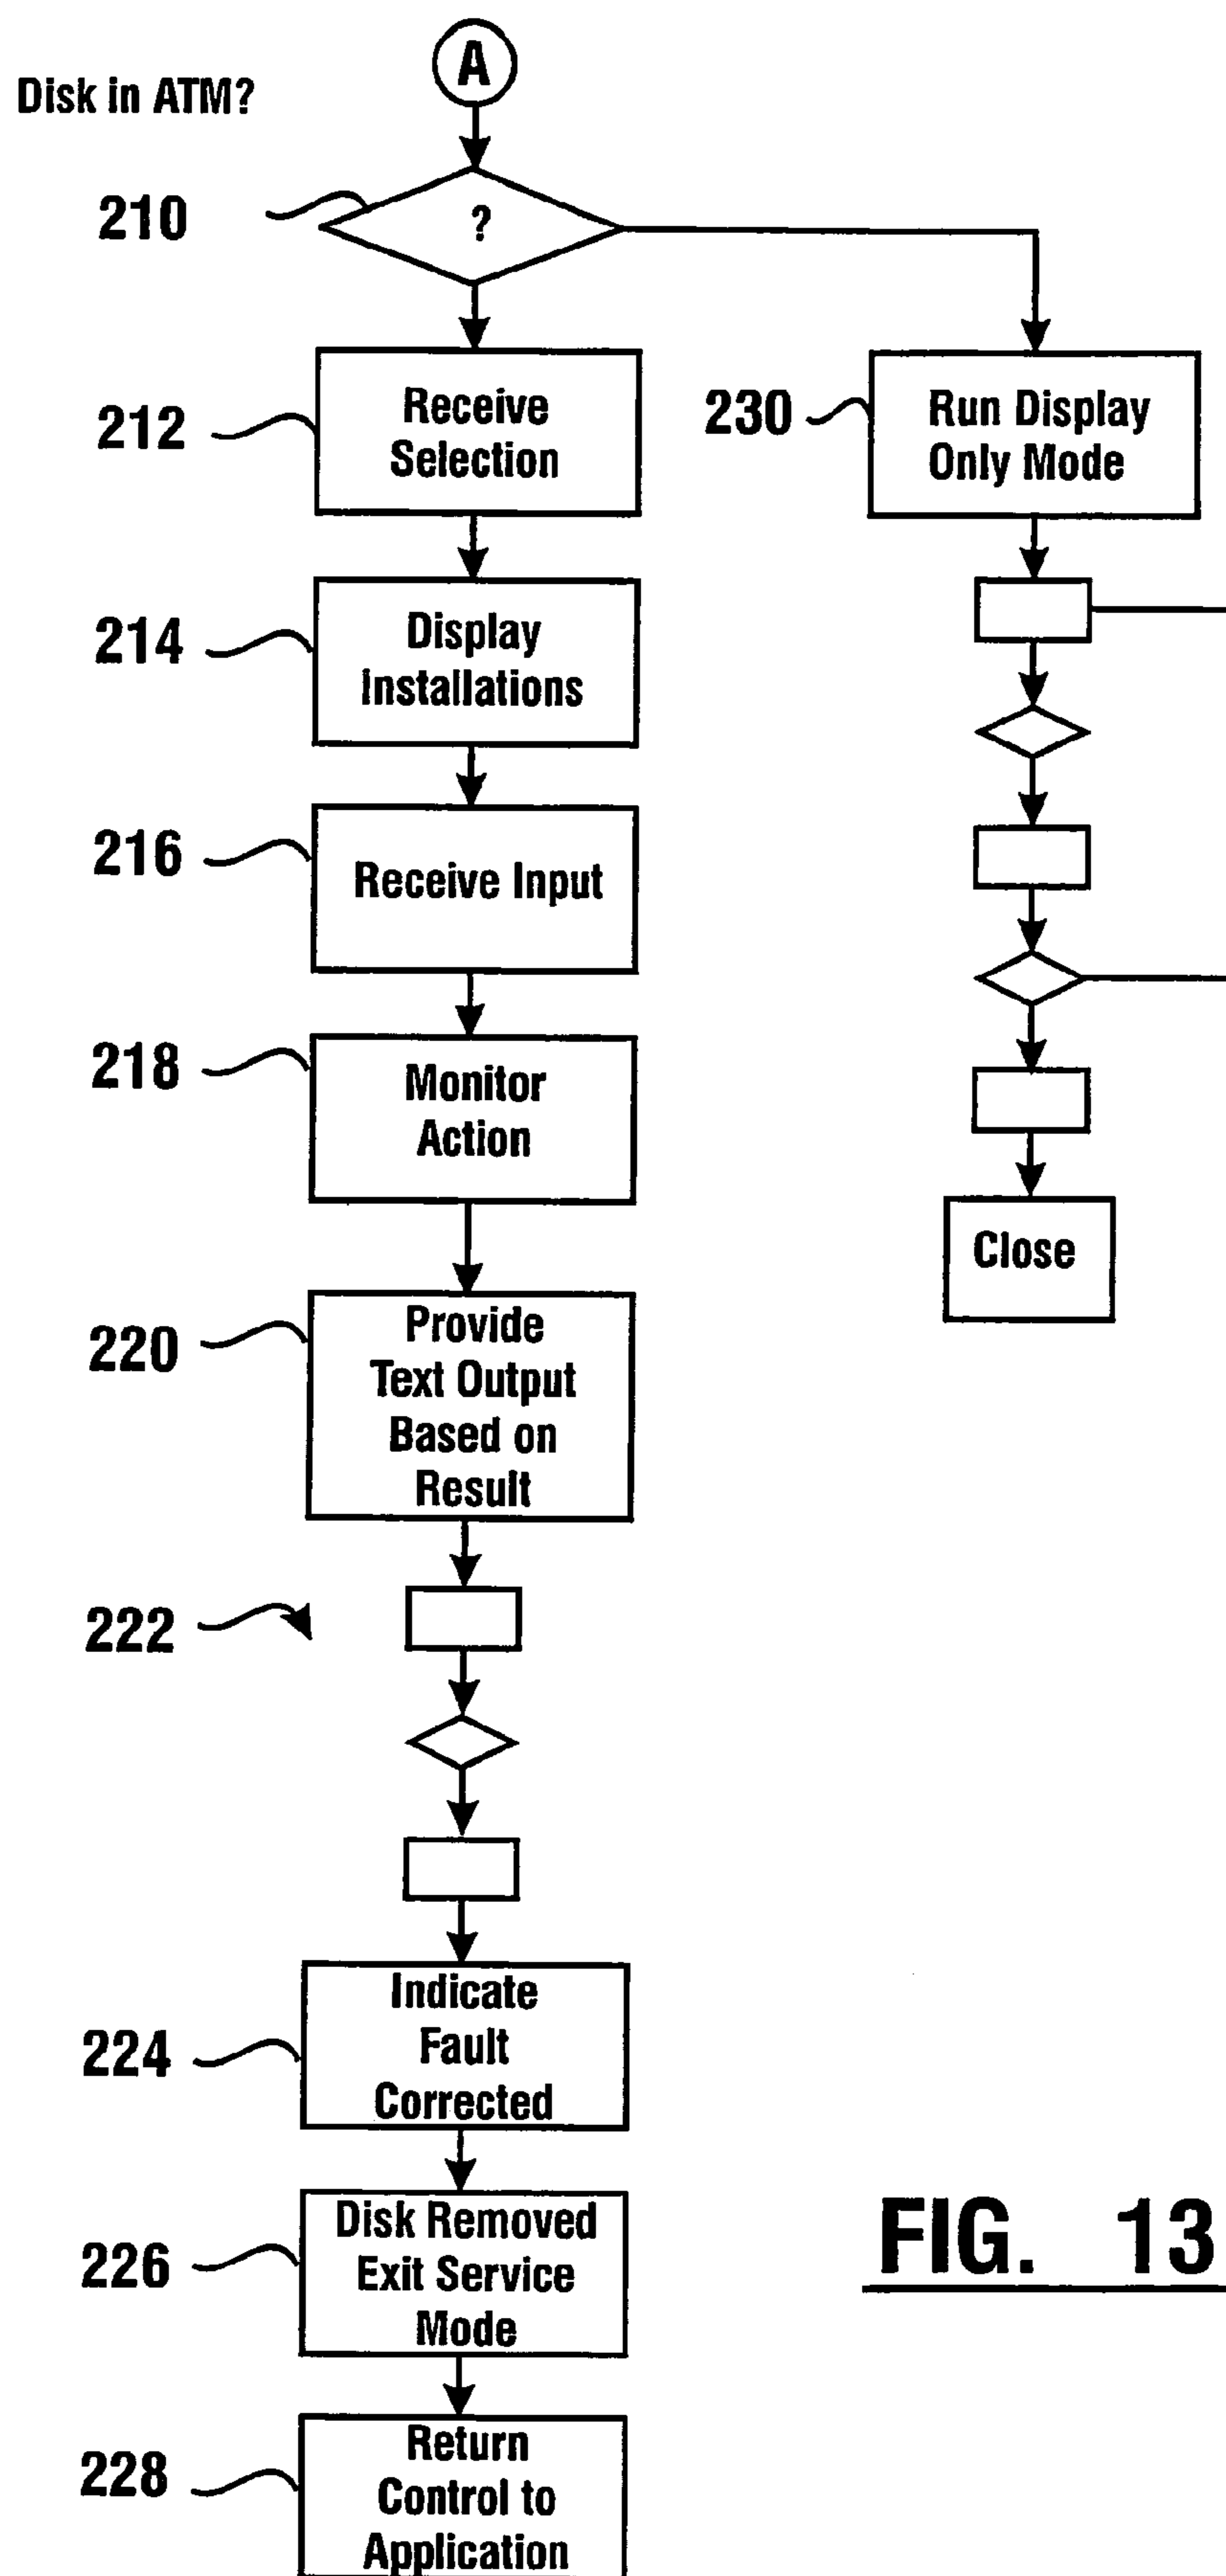 A
Disk in ATM?
210
?
212
Receive
Selection
230
Run Display
Only Mode
214
Display
Installations
216
Receive Input
218
Monitor
Action
Close
220
Provide
Text Output
Based on
Result
222
224
Indicate
Fault
Corrected
226
Disk Removed
Exit Service
Mode
FIG. 13
228
Return
Control to
Application